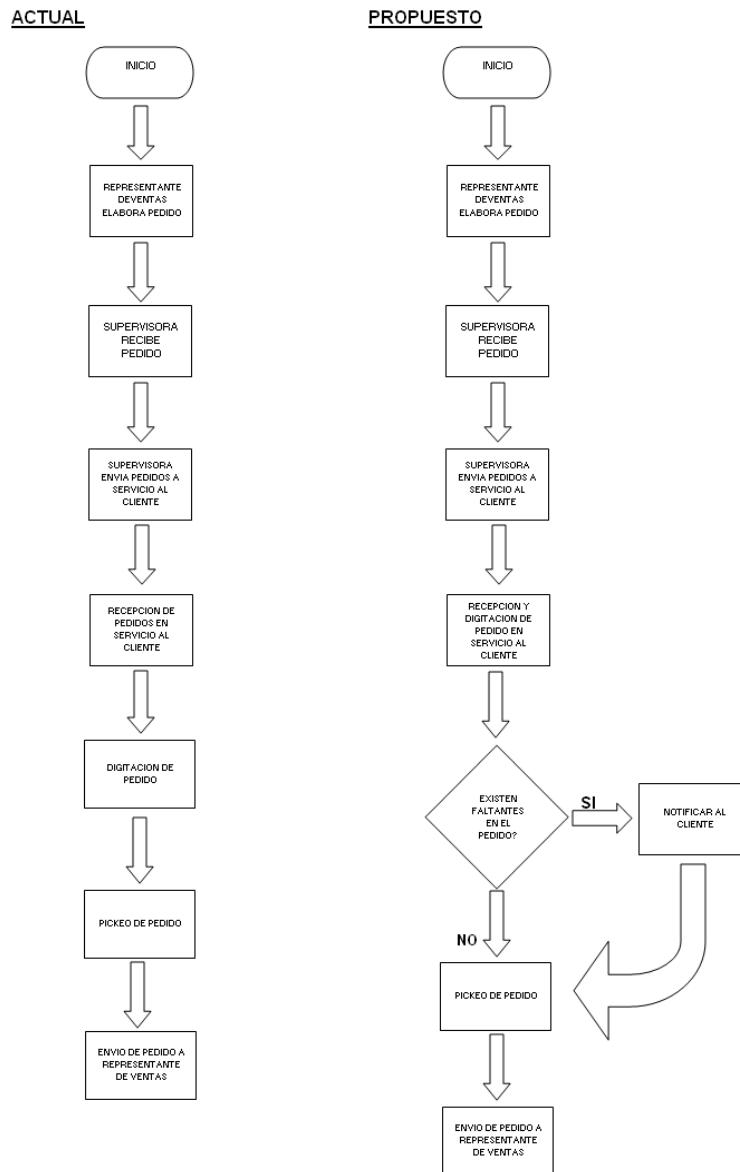 ACTUAL
INICIO
REPRESENTANTE
DEVENTAS
ELABORA PEDIDO
SUPERVISORA
RECIBE
PEDIDO
SUPERVISORA
ENVIA PEDIDOS A
SERVICIO AL
CLIENTE
RECEPCION DE
PEDIDOS EN
SERVICIO AL
CLIENTE
DIGITACION DE
PEDIDO
PICKEO DE PEDIDO
ENVIO DE PEDIDO A
REPRESENTANTE
DE VENTAS
PROPUESTO
INICIO
REPRESENTANTE
DEVENTAS
ELABORA PEDIDO
SUPERVISORA
RECIBE
PEDIDO
SUPERVISORA
ENVIA PEDIDOS A
SERVICIO AL
CLIENTE
RECEPCION Y
DIGITACION DE
PEDIDO EN
SERVICIO AL
CLIENTE
EXISTEN
FALTANTES
EN EL
PEDIDO?
SI
NOTIFICAR AL
CLIENTE
NO
PICKEO DE PEDIDO
ENVIO DE PEDIDO A
REPRESENTANTE
DE VENTAS